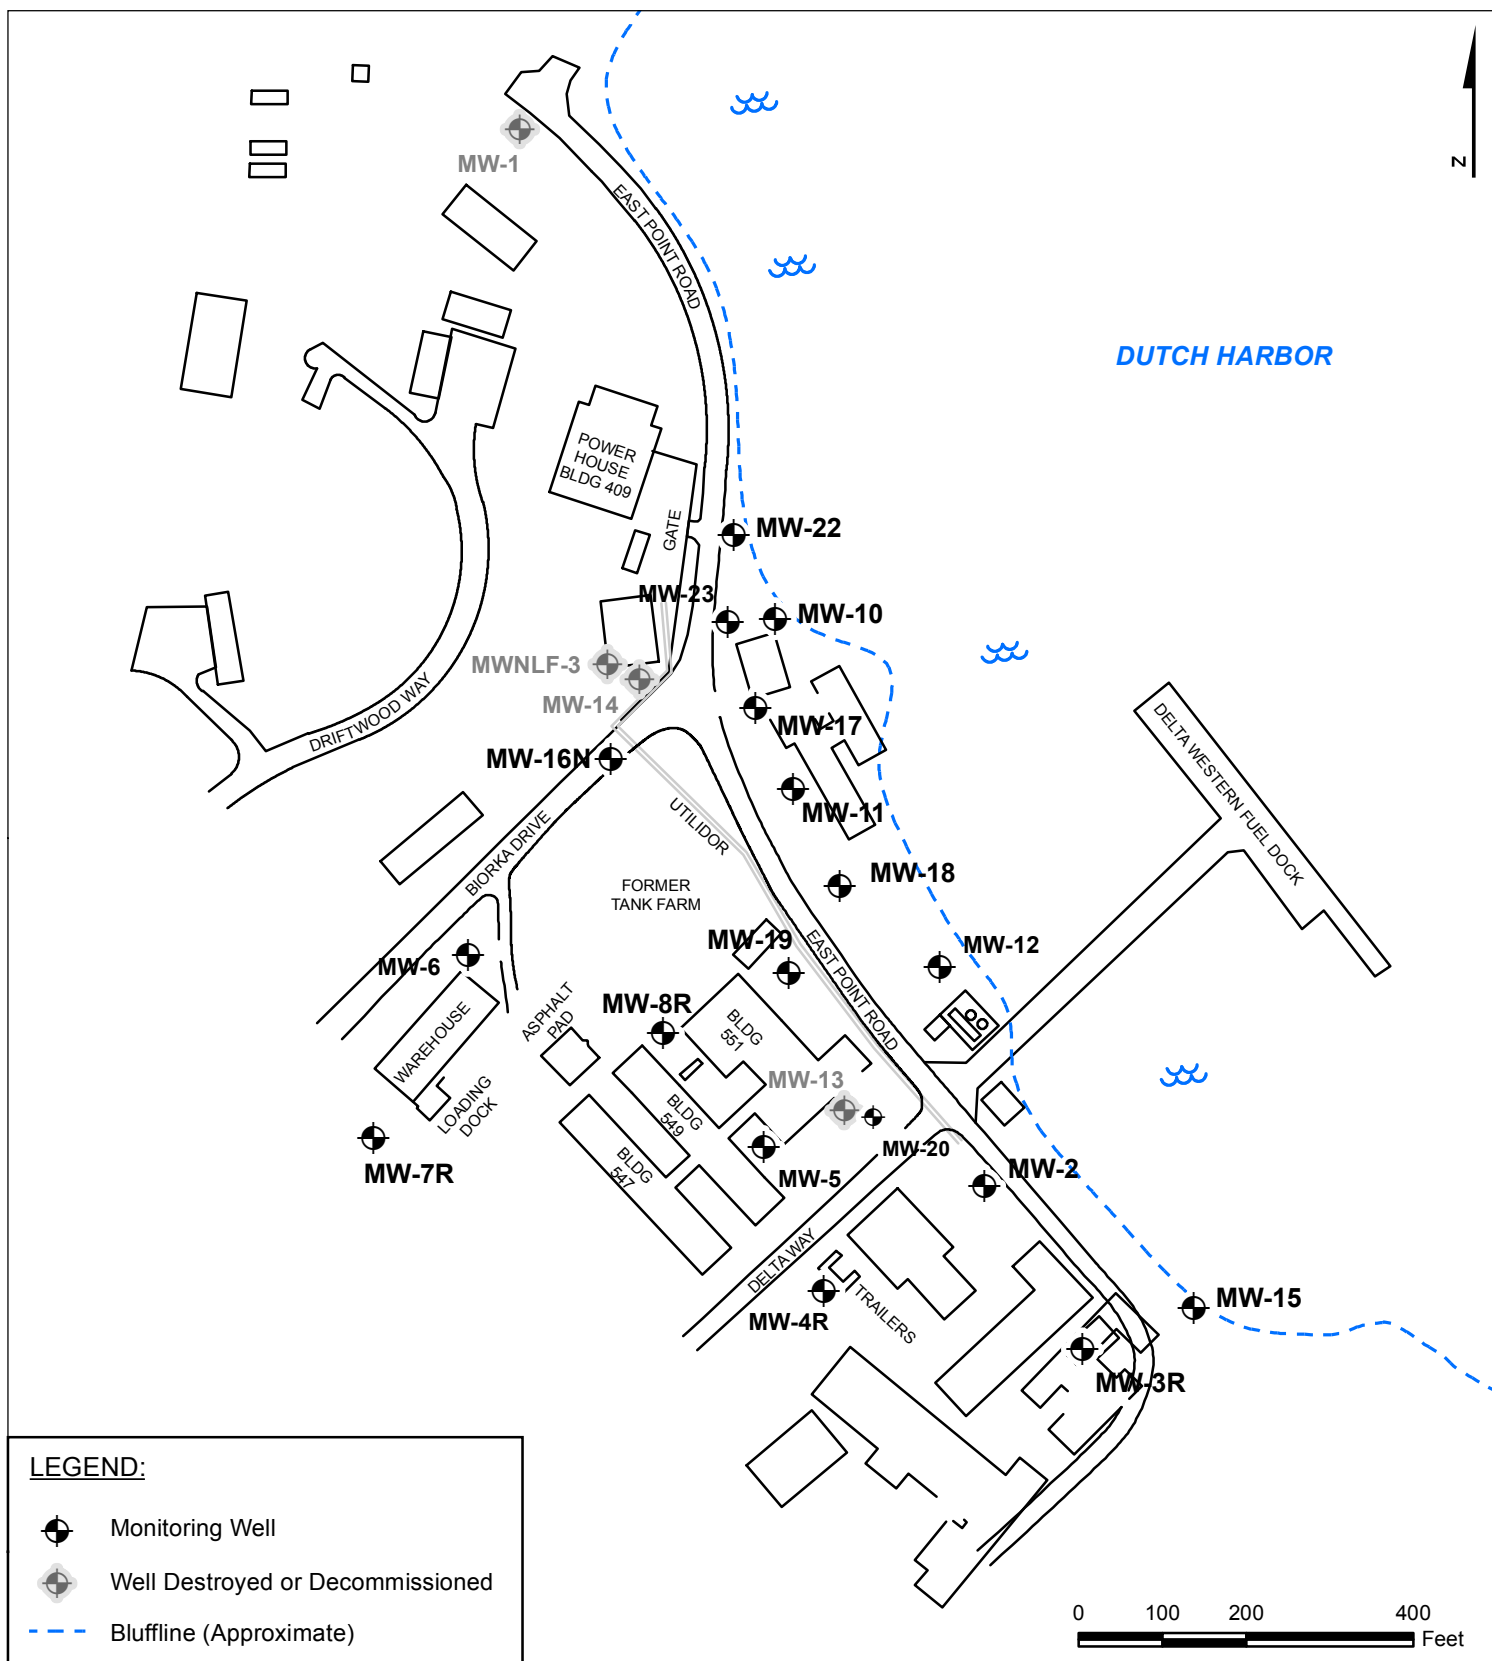 MW-1
EAST POINT ROAD
Z
DUTCH HARBOR
POWER
HOUSE
BLDG 409
GATE
MW-22
MW-23
MW-10
MWNLF-3
MW-14
DRIFTWOOD WAY
MW-17
MW-16N
DELTA WESTERN FUEL DOCK
MW-11
UTILIDOR
BIORKA DRIVE
MW-18
FORMER
TANK FARM
MW-19
EAST POINT ROAD
MW-12
MW-6
MW-8R
ASPHALT
PAD
BLDG
551
WAREHOUSE
MW-13
LOADING
DOCK
BLDG
549
MW-20
BLDG
547
MW-7R
MW-5
MW-2
DELTA WAY
TRAILERS
MW-4R
MW-15
MW-3R
LEGEND:
Monitoring Well
Well Destroyed or Decommissioned
Bluffline (Approximate)
0 100 200 400
Feet